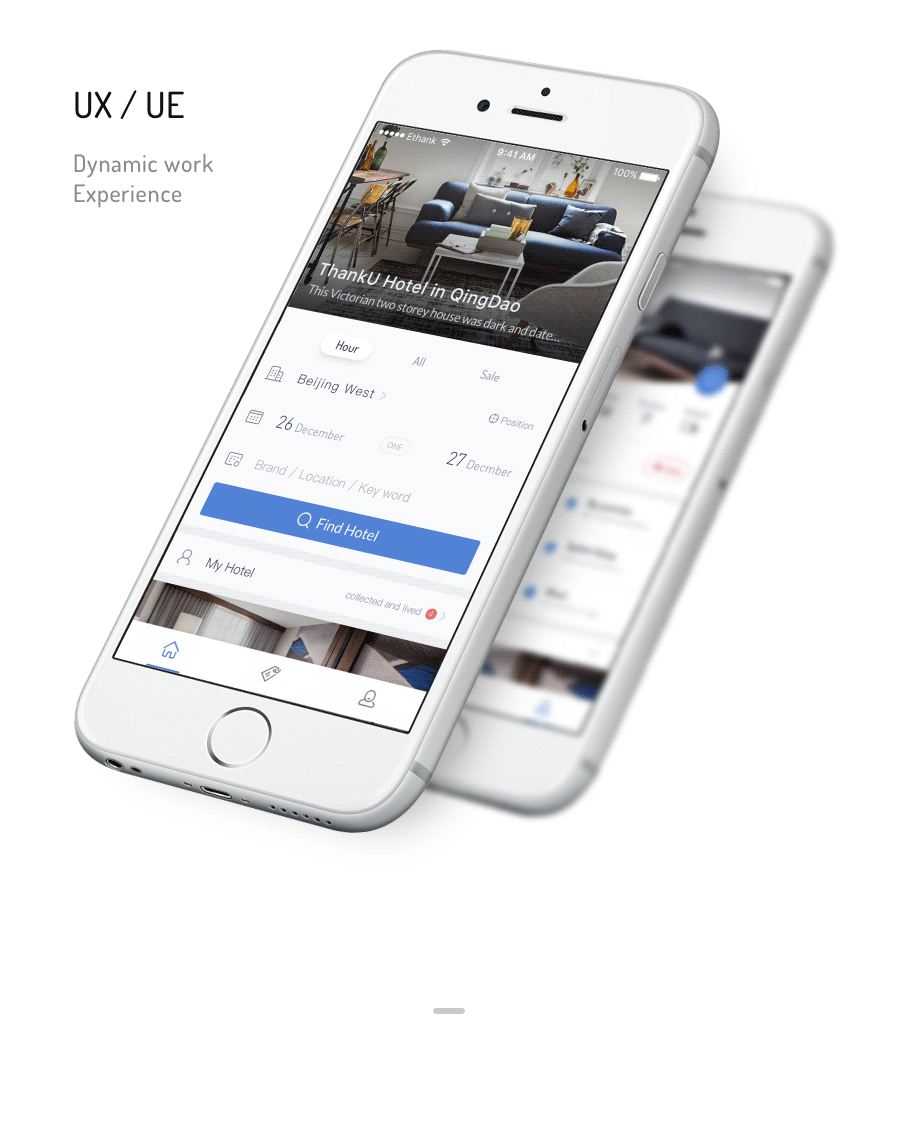 UX / UE
Dynamic work
Experience
Ethank
9:41 AM
100%
ThankU Hotel in QingDao
This Victorian two storey house was dark and date...
Hour
All
Sale
Beijing West
Position
26 December
ONE
27 Decmber
Brand / Location / Key word
Find Hotel
My Hotel
collected and lived